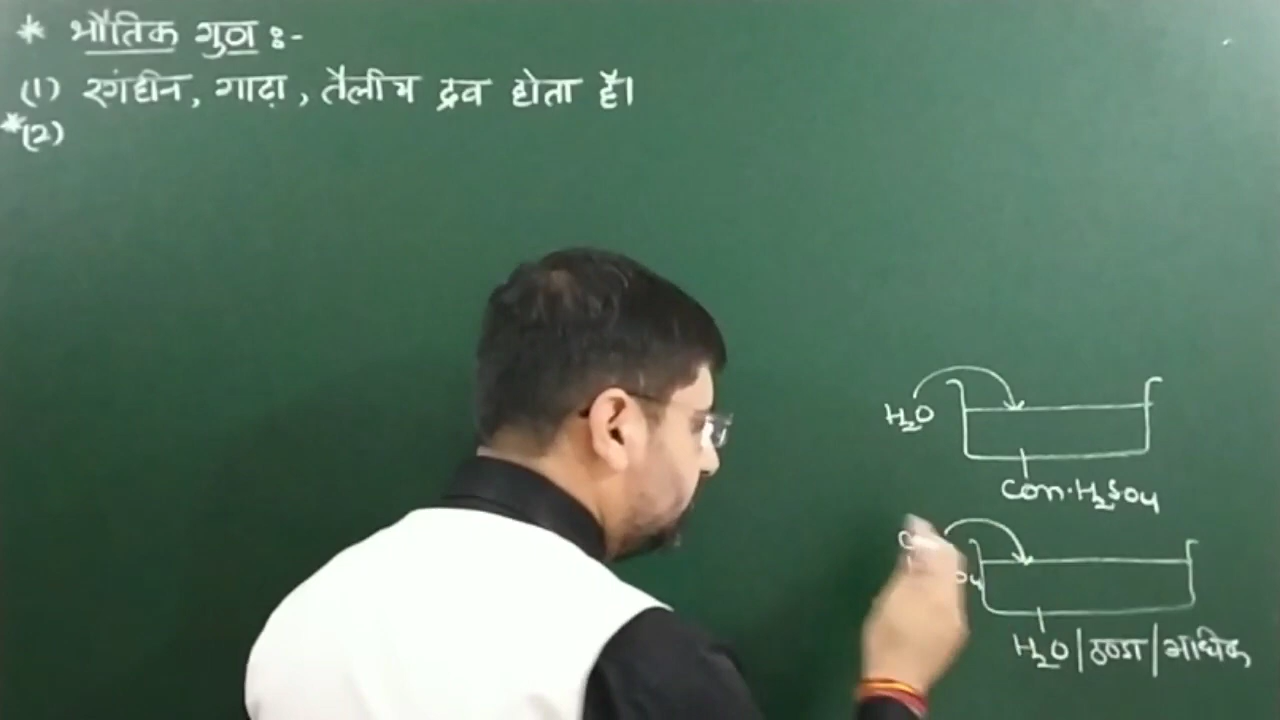 * भौतिक गुण :-
(1) रंगहीन, गाढ़ा, तैलीय द्रव होता है।
*(2)
H₂O
Con. H₂SO₄
H₂O | ठण्डा | अधिक